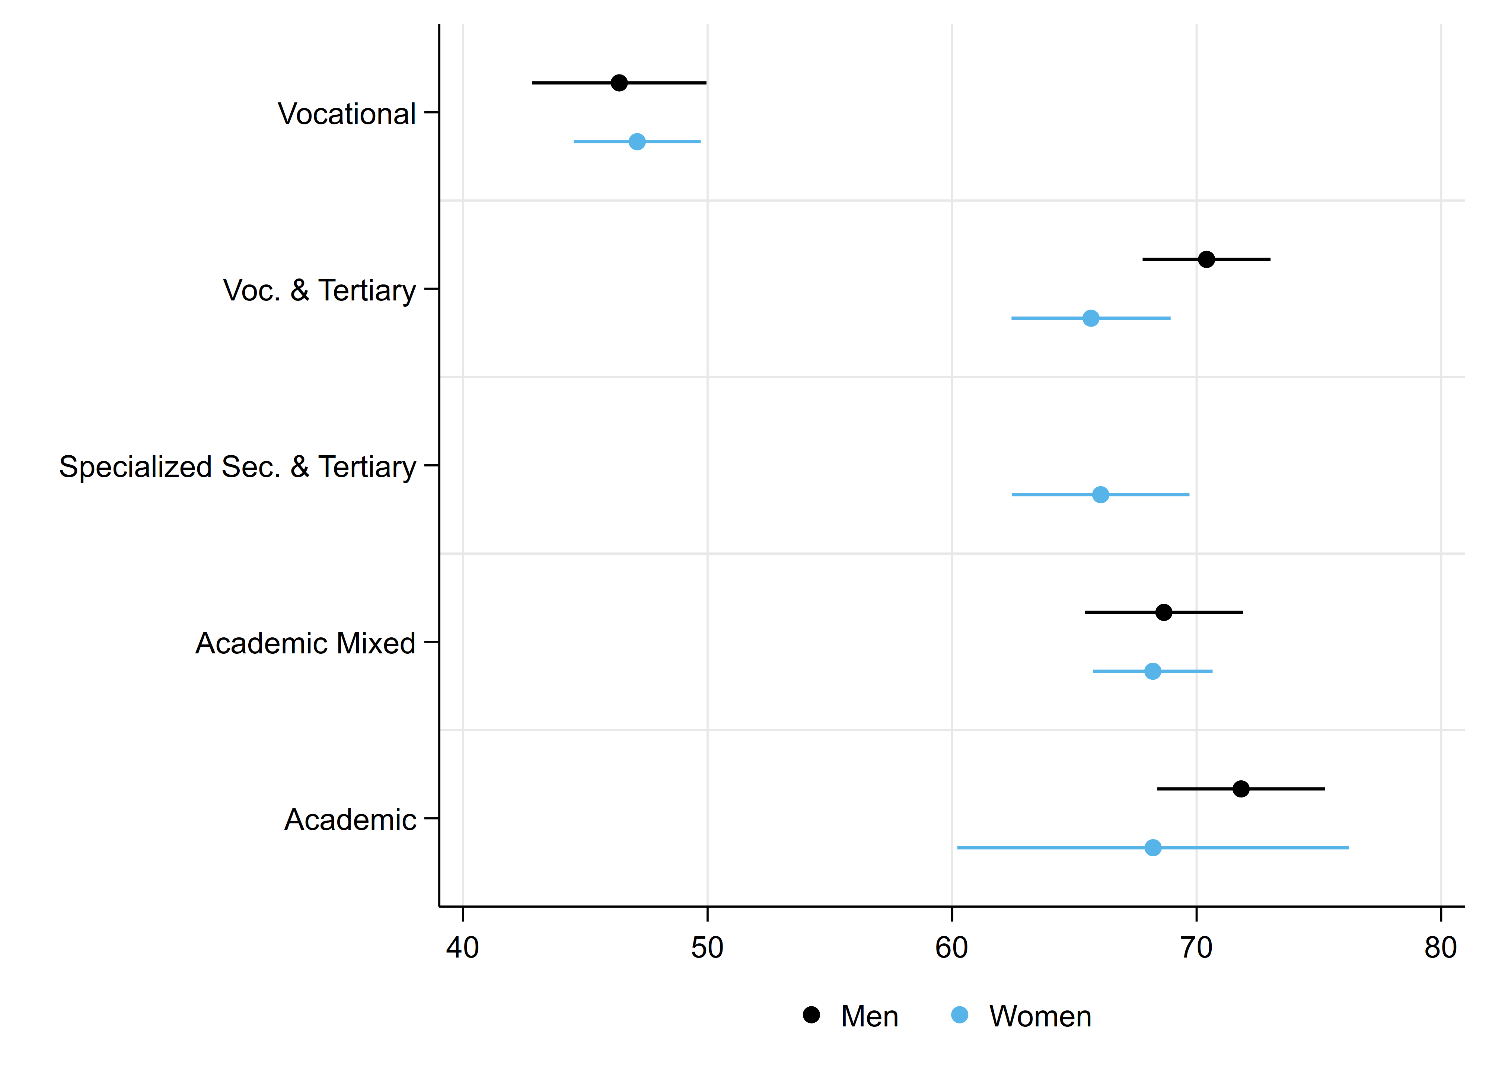 Vocational
Voc. & Tertiary
Specialized Sec. & Tertiary
Academic Mixed
Academic
40 50 60 70 80
Men Women